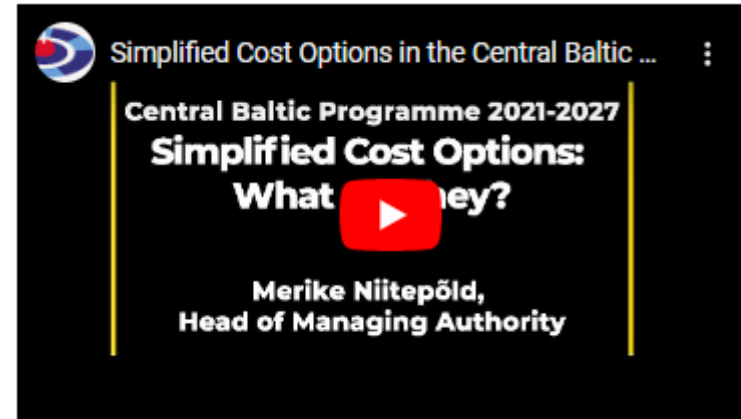 Simplified Cost Options in the Central Baltic ...
Central Baltic Programme 2021-2027
Simplified Cost Options:
What
Merike Niitepõld,
Head of Managing Authority